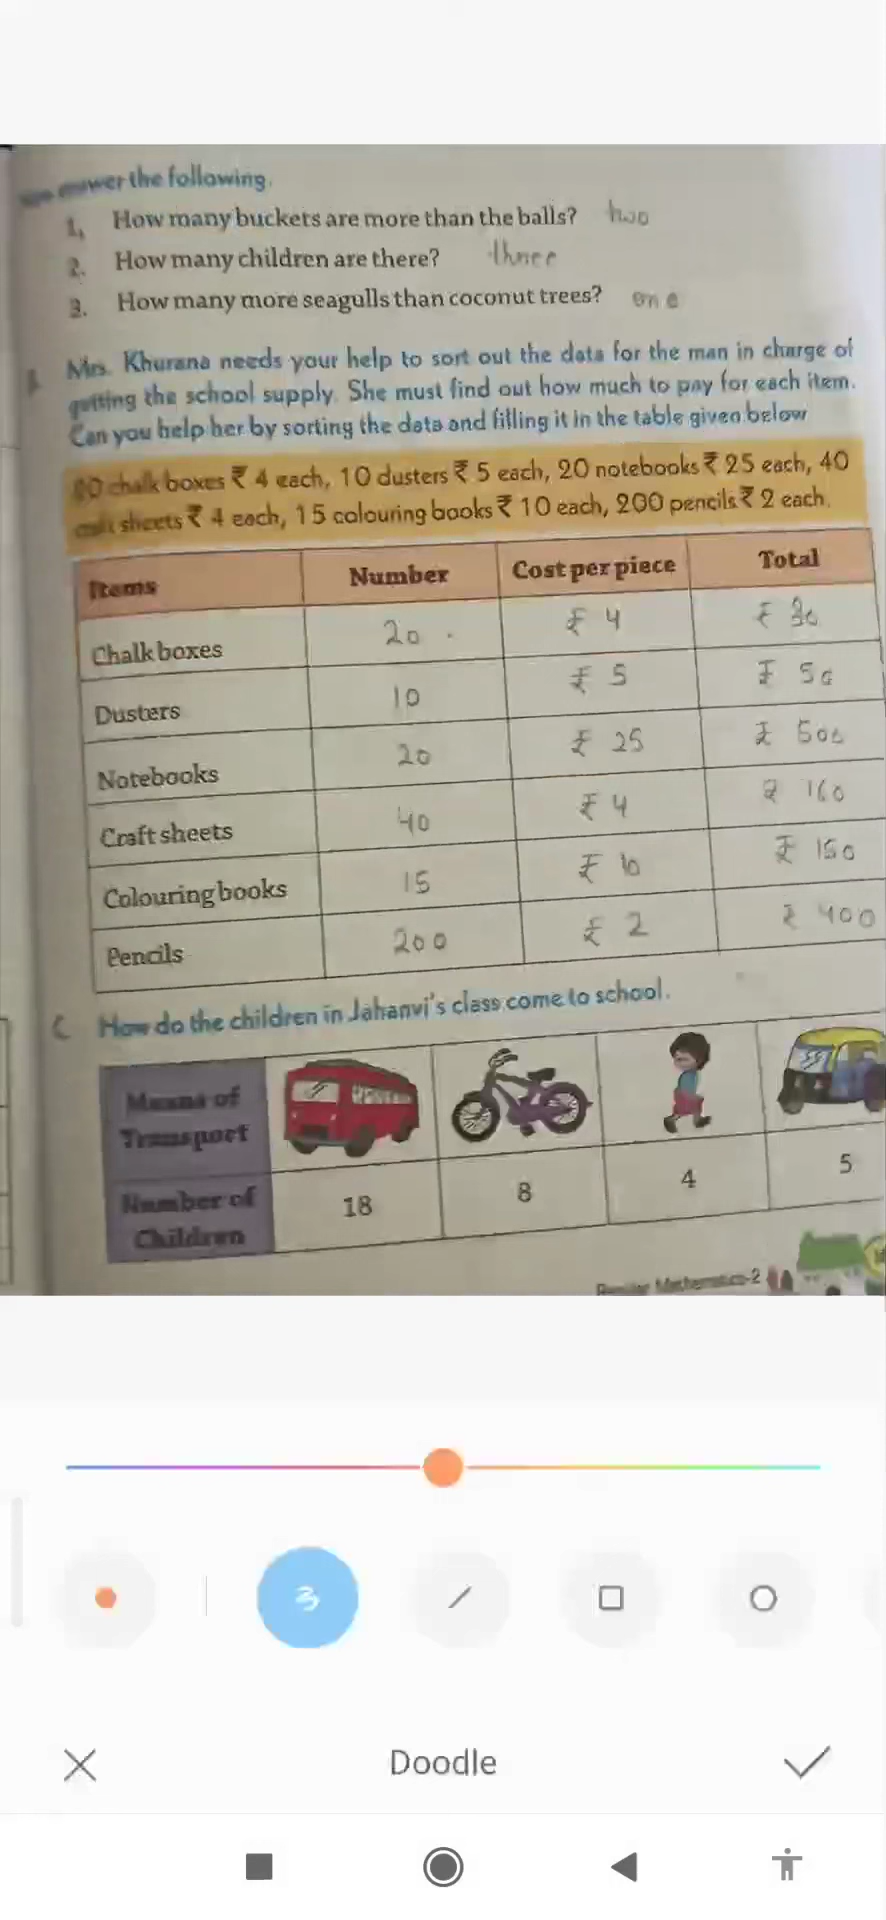 answer the following.
1. How many buckets are more than the balls? two
2. How many children are there? three
3. How many more seagulls than coconut trees? one
Mrs. Khurana needs your help to sort out the data for the man in charge of
getting the school supply. She must find out how much to pay for each item.
Can you help her by sorting the data and filling it in the table given below
chalk boxes ₹ 4 each, 10 dusters ₹ 5 each, 20 notebooks ₹ 25 each, 40
sheets ₹ 4 each, 15 colouring books ₹ 10 each, 200 pencils ₹ 2 each.
Items Number Cost per piece Total
Chalk boxes 20 ₹ 4 ₹
Dusters 10 ₹ 5 ₹ 50
Notebooks 20 ₹ 25 ₹ 500
Craft sheets 40 ₹ 4 ₹ 160
Colouring books 15 ₹ 10 ₹ 150
Pencils 200 ₹ 2 ₹ 400
C How do the children in Jahanvi's class come to school.
Means of
Transport
Number of
Children
18 8 4 5
Mathematics-2
3
Doodle